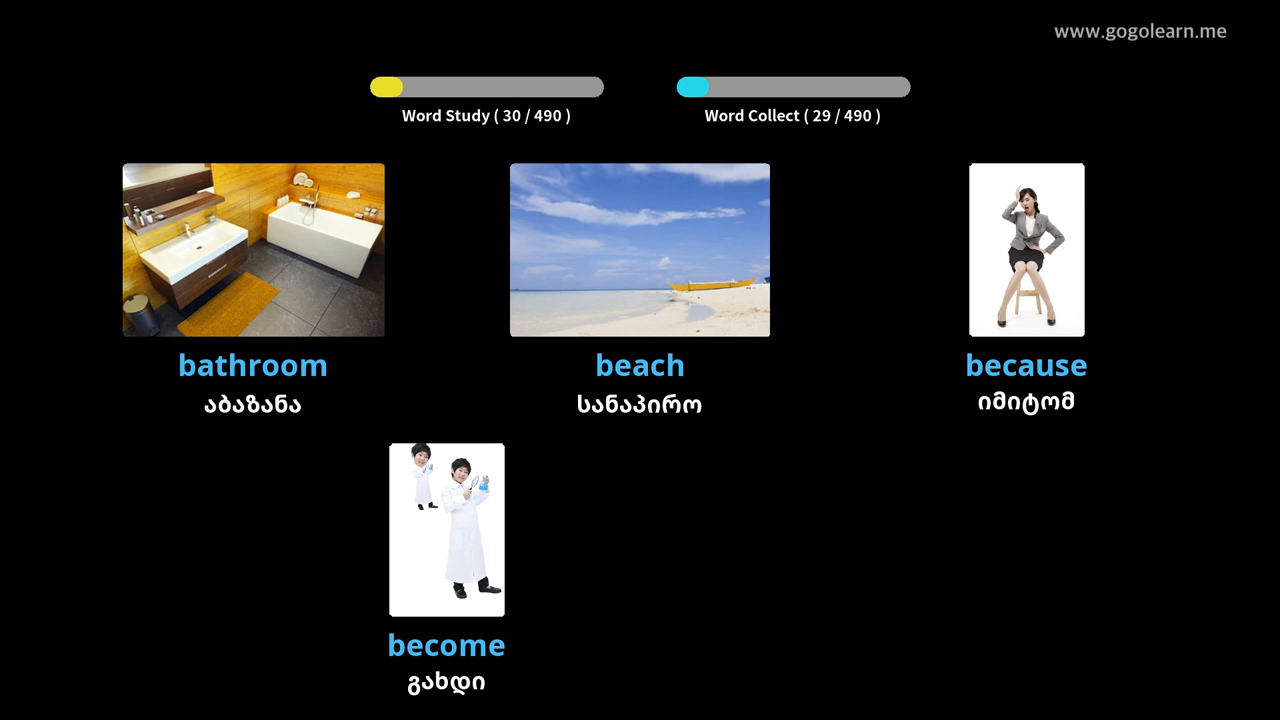 www.gogolearn.me
Word Study ( 30 / 490 )
Word Collect ( 29 / 490 )
bathroom
აბაზანა
beach
სანაპირო
because
იმიტომ
become
გახდი